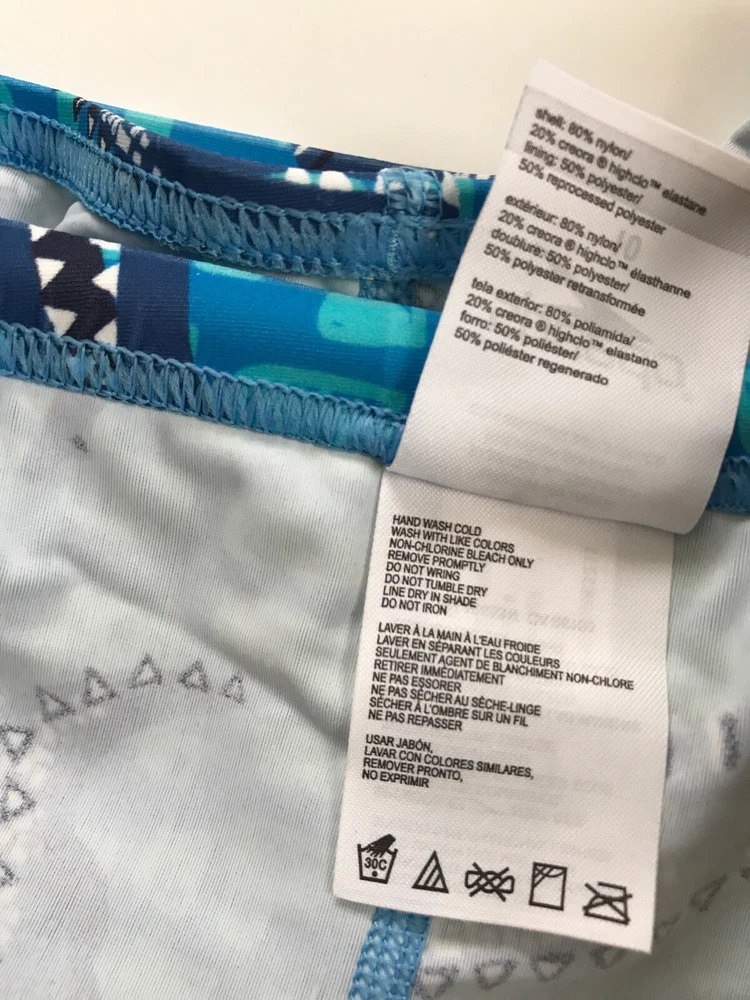 shell: 80% nylon/
20% creora ® highclo™ elastane
lining: 50% polyester/
50% reprocessed polyester
extérieur: 80% nylon/
20% creora ® highclo™ élasthanne
doublure: 50% polyester/
50% polyester retransformée
tela exterior: 80% poliamida/
20% creora ® highclo™ elastano
forro: 50% poliéster/
50% poliéster regenerado
HAND WASH COLD
WASH WITH LIKE COLORS
NON-CHLORINE BLEACH ONLY
REMOVE PROMPTLY
DO NOT WRING
DO NOT TUMBLE DRY
LINE DRY IN SHADE
DO NOT IRON
LAVER À LA MAIN À L'EAU FROIDE
LAVER EN SÉPARANT LES COULEURS
SEULEMENT AGENT DE BLANCHIMENT NON-CHLORE
RETIRER IMMÉDIATEMENT
NE PAS ESSORER
NE PAS SÉCHER AU SÈCHE-LINGE
SÉCHER À L'OMBRE SUR UN FIL
NE PAS REPASSER
USAR JABÓN,
LAVAR CON COLORES SIMILARES,
REMOVER PRONTO,
NO EXPRIMIR
30C